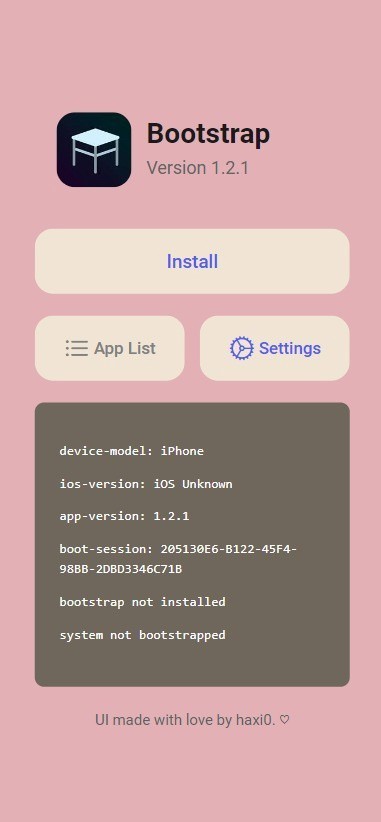 Bootstrap
Version 1.2.1
Install
App List
Settings
device-model: iPhone
ios-version: iOS Unknown
app-version: 1.2.1
boot-session: 205130E6-B122-45F4-
98BB-2DBD3346C71B
bootstrap not installed
system not bootstrapped
UI made with love by haxi0. ♡